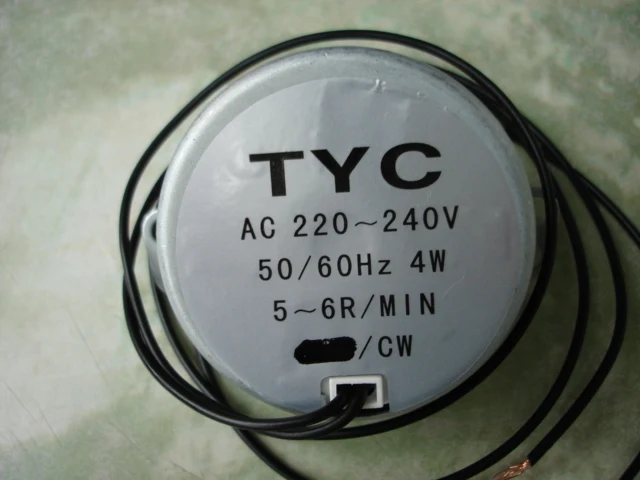 TYC
AC 220~240V
50/60Hz 4W
5~6R/MIN
/CW